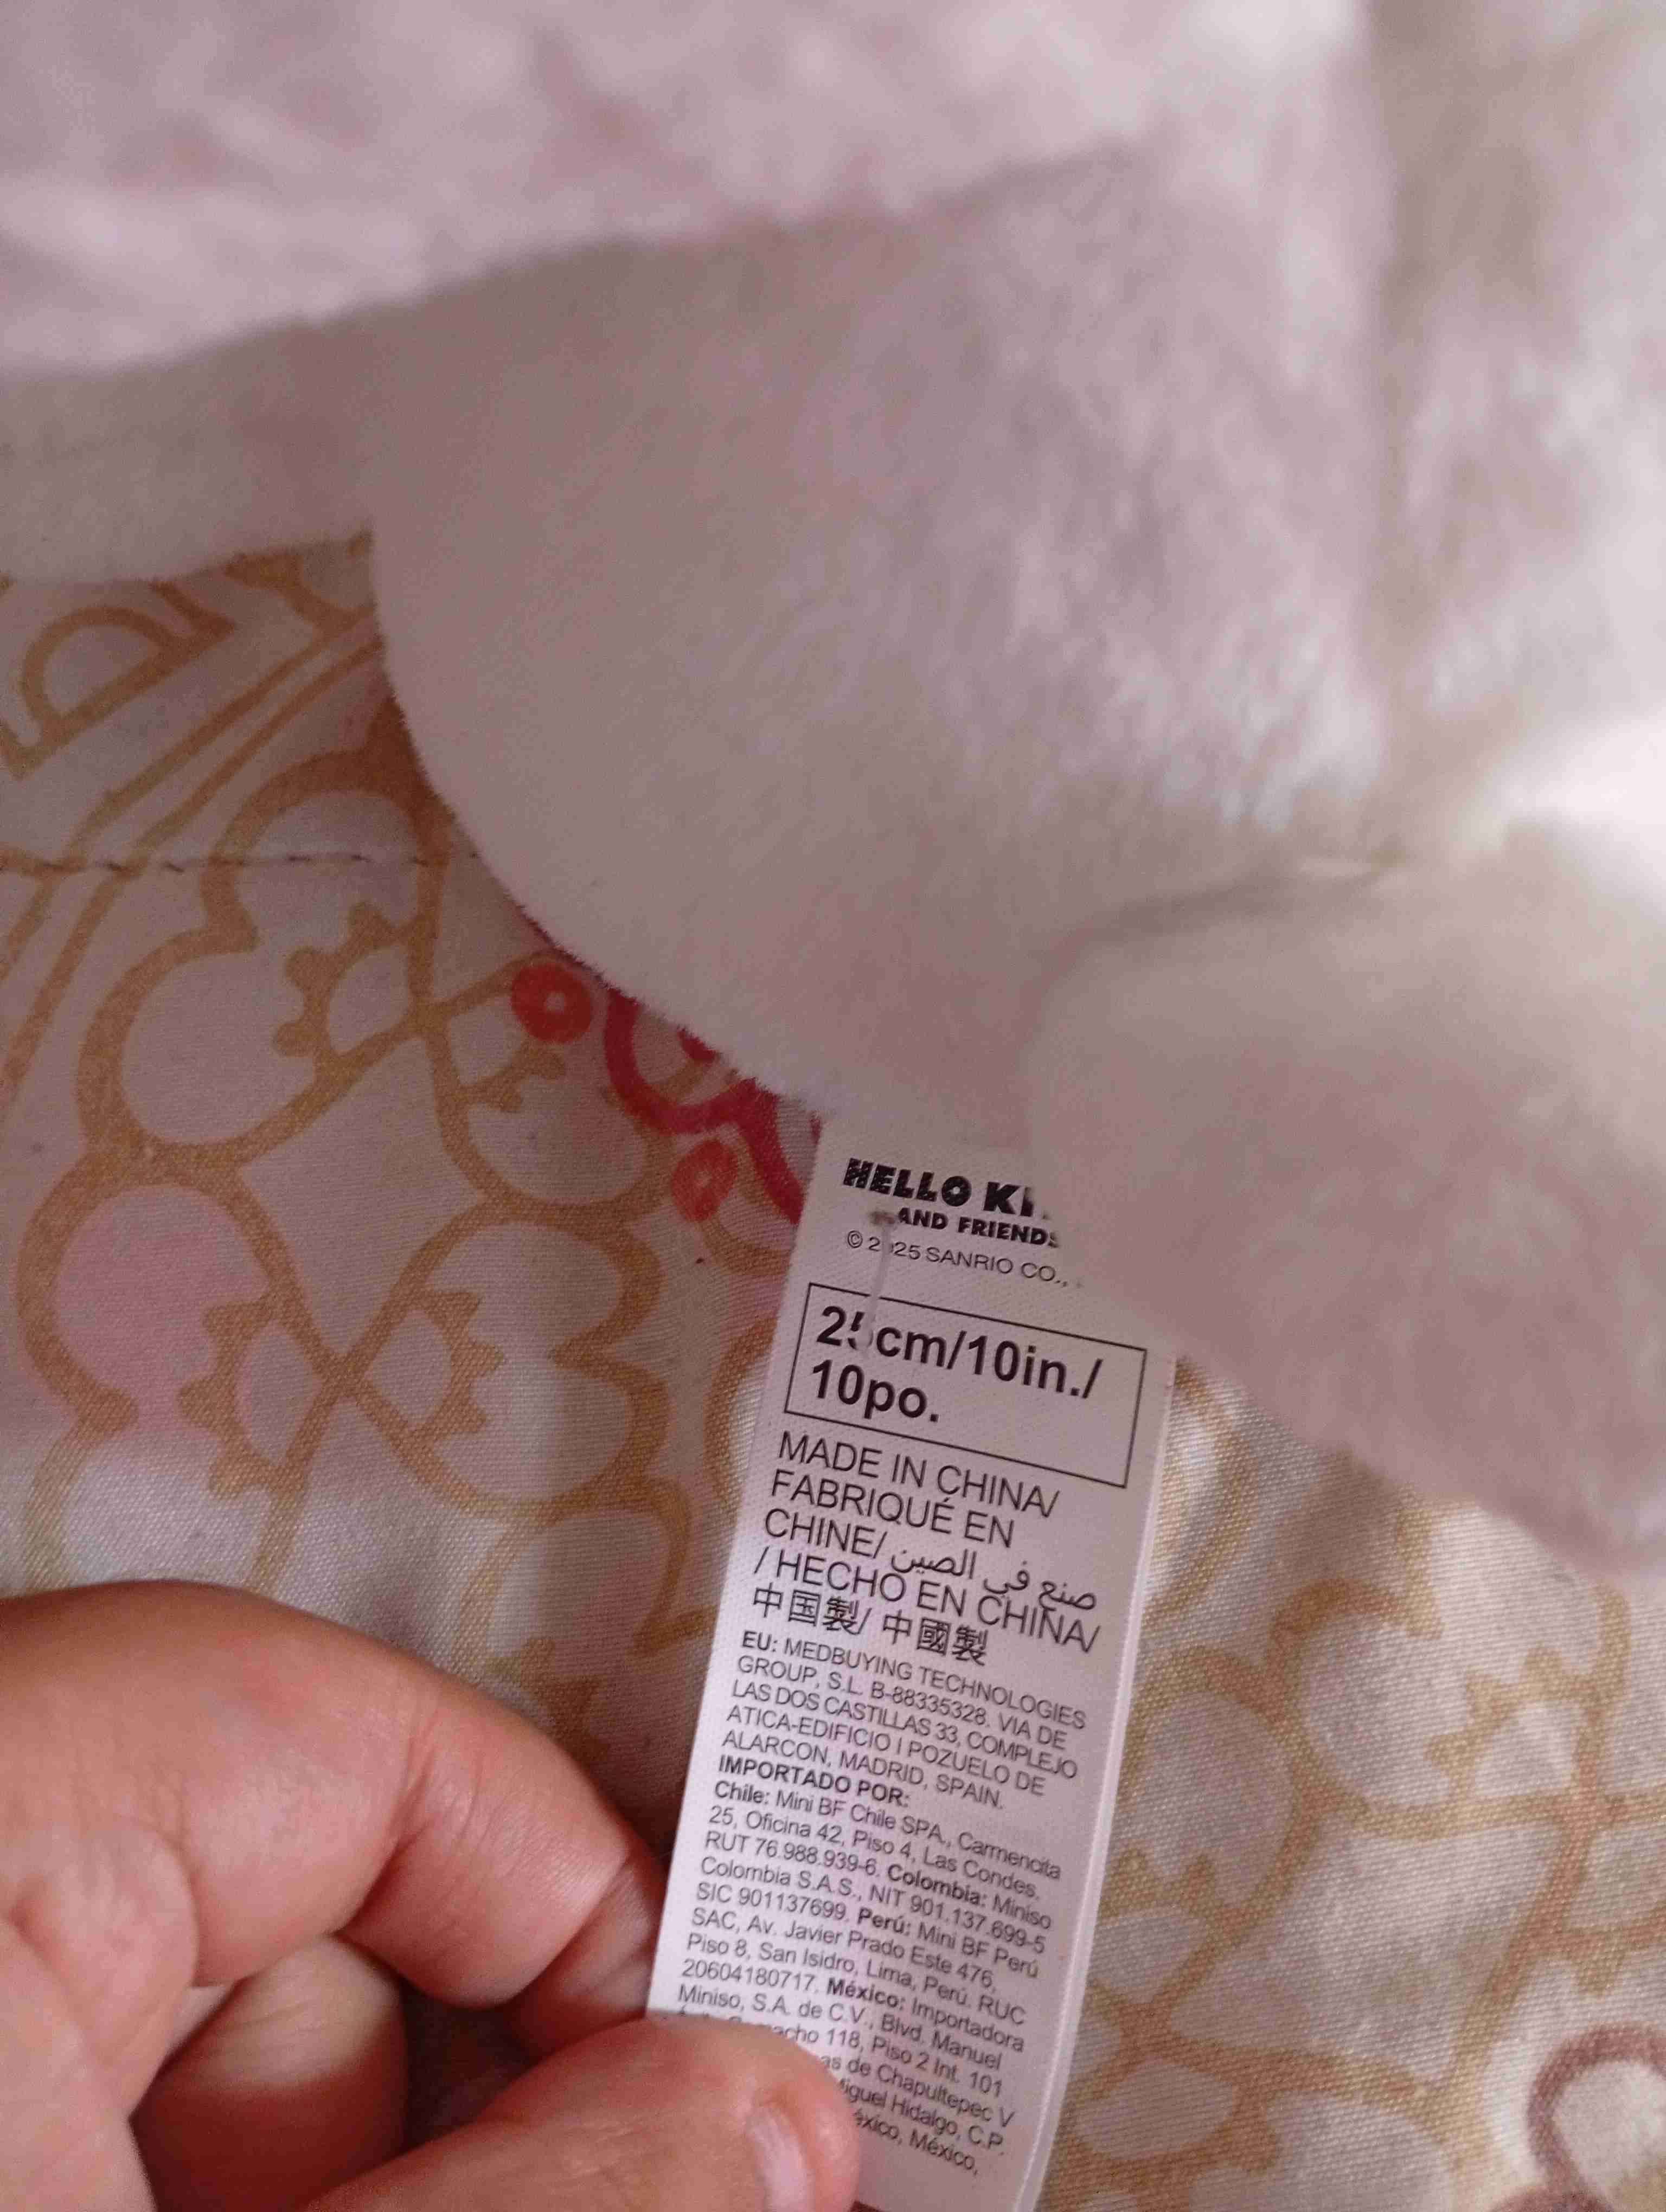 HELLO
AND FRIENDS
SANRIO CO.,
cm/10in./
10po.
MADE IN CHINA/
FABRIQUÉ EN
CHINE/ صنع في الصين
/ HECHO EN CHINA/
中国製/ 中國製
EU: MEDBUYING TECHNOLOGIES
GROUP, S.L. B-88335328. VIA DE
LAS DOS CASTILLAS 33, COMPLEJO
ATICA-EDIFICIO I POZUELO DE
ALARCON, MADRID, SPAIN.
IMPORTADO POR:
Chile: Mini BF Chile SPA., Carmencita
25, Oficina 42, Piso 4, Las Condes.
RUT 76.988.939-6. Colombia: Miniso
Colombia S.A.S., NIT 901.137.699-5
SIC 901137699. Perú: Mini BF Perú
SAC, Av. Javier Prado Este 476,
Piso 8, San Isidro, Lima, Perú. RUC
20604180717. México: Importadora
Miniso, S.A. de C.V., Blvd. Manuel
118, Piso 2 Int. 101
de Chapultepec V
Hidalgo, C.P.
México,